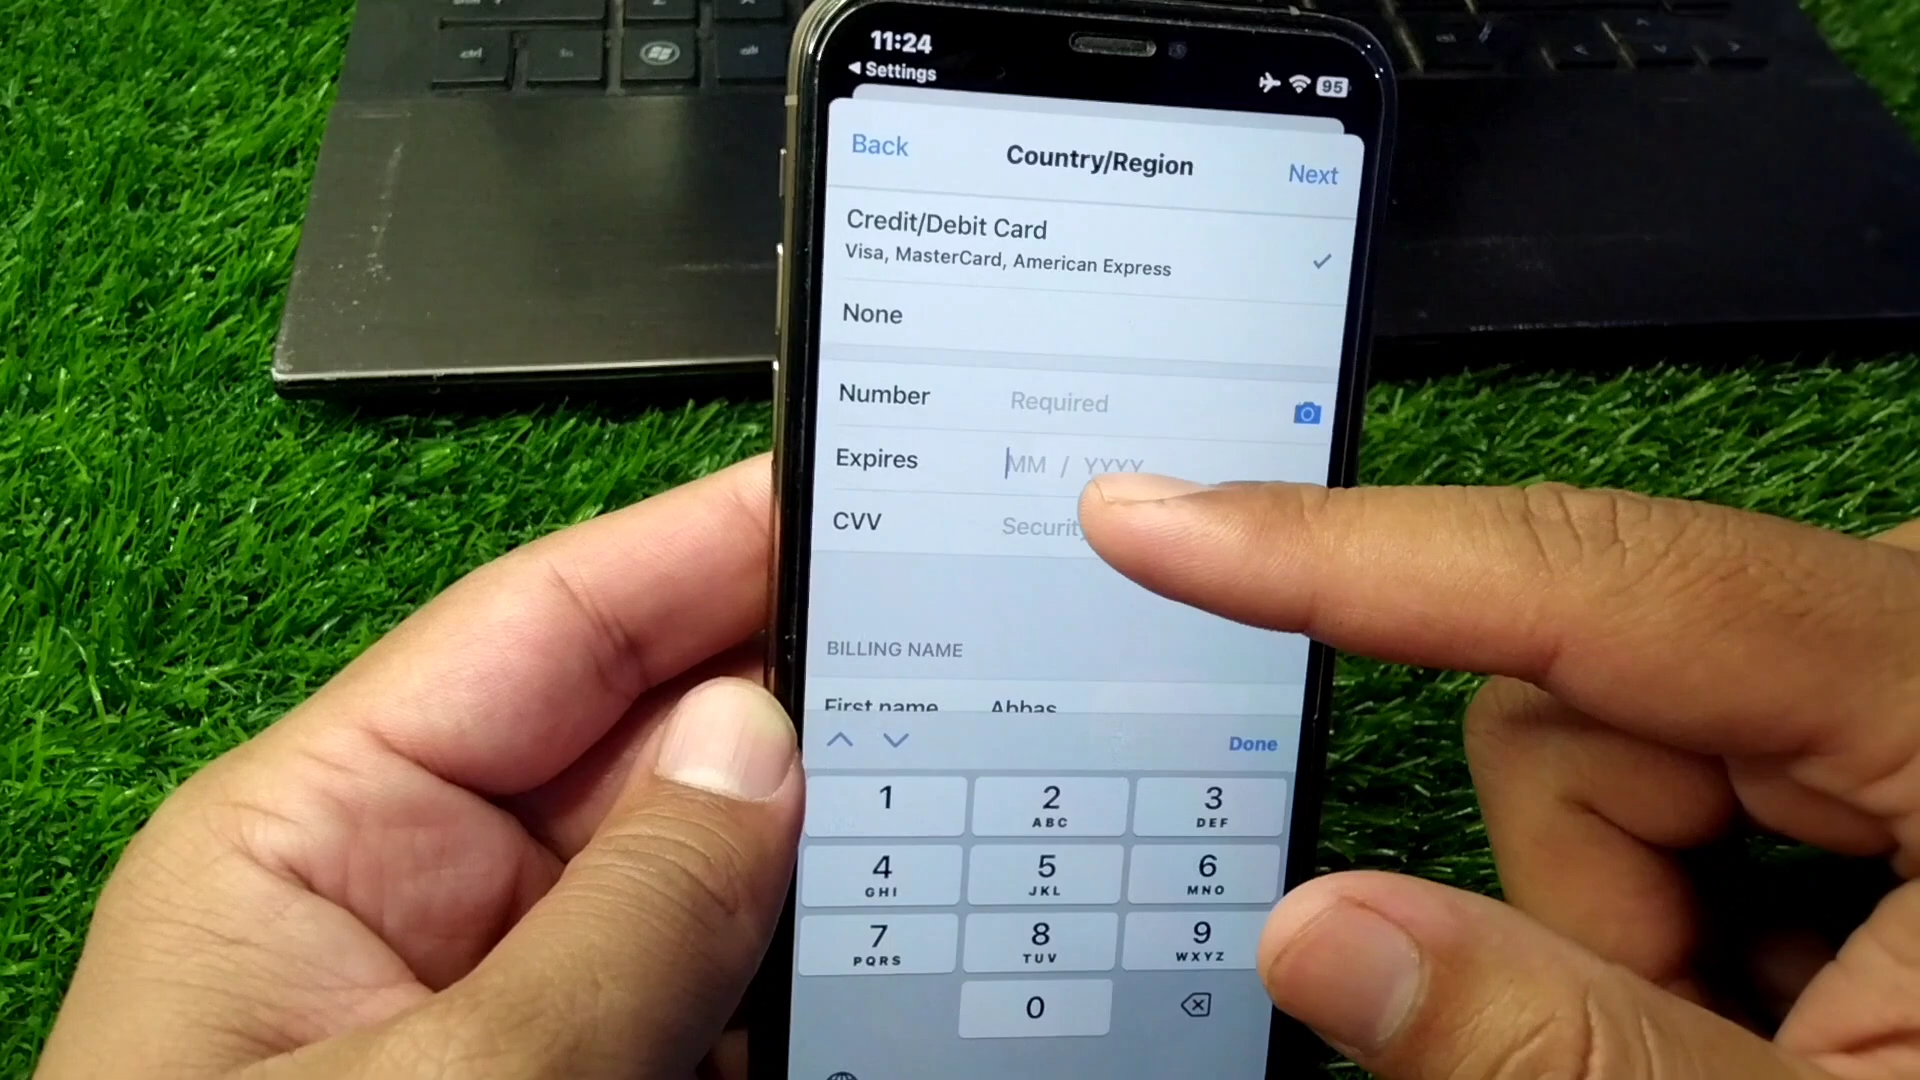 11:24
Settings
95
Back
Country/Region
Next
Credit/Debit Card
Visa, MasterCard, American Express
None
Number
Required
Expires
MM / YYYY
CVV
BILLING NAME
First name
Abbas
Done
1
2
ABC
3
DEF
4
GHI
5
JKL
6
MNO
7
PQRS
8
TUV
9
WXYZ
0
ctrl